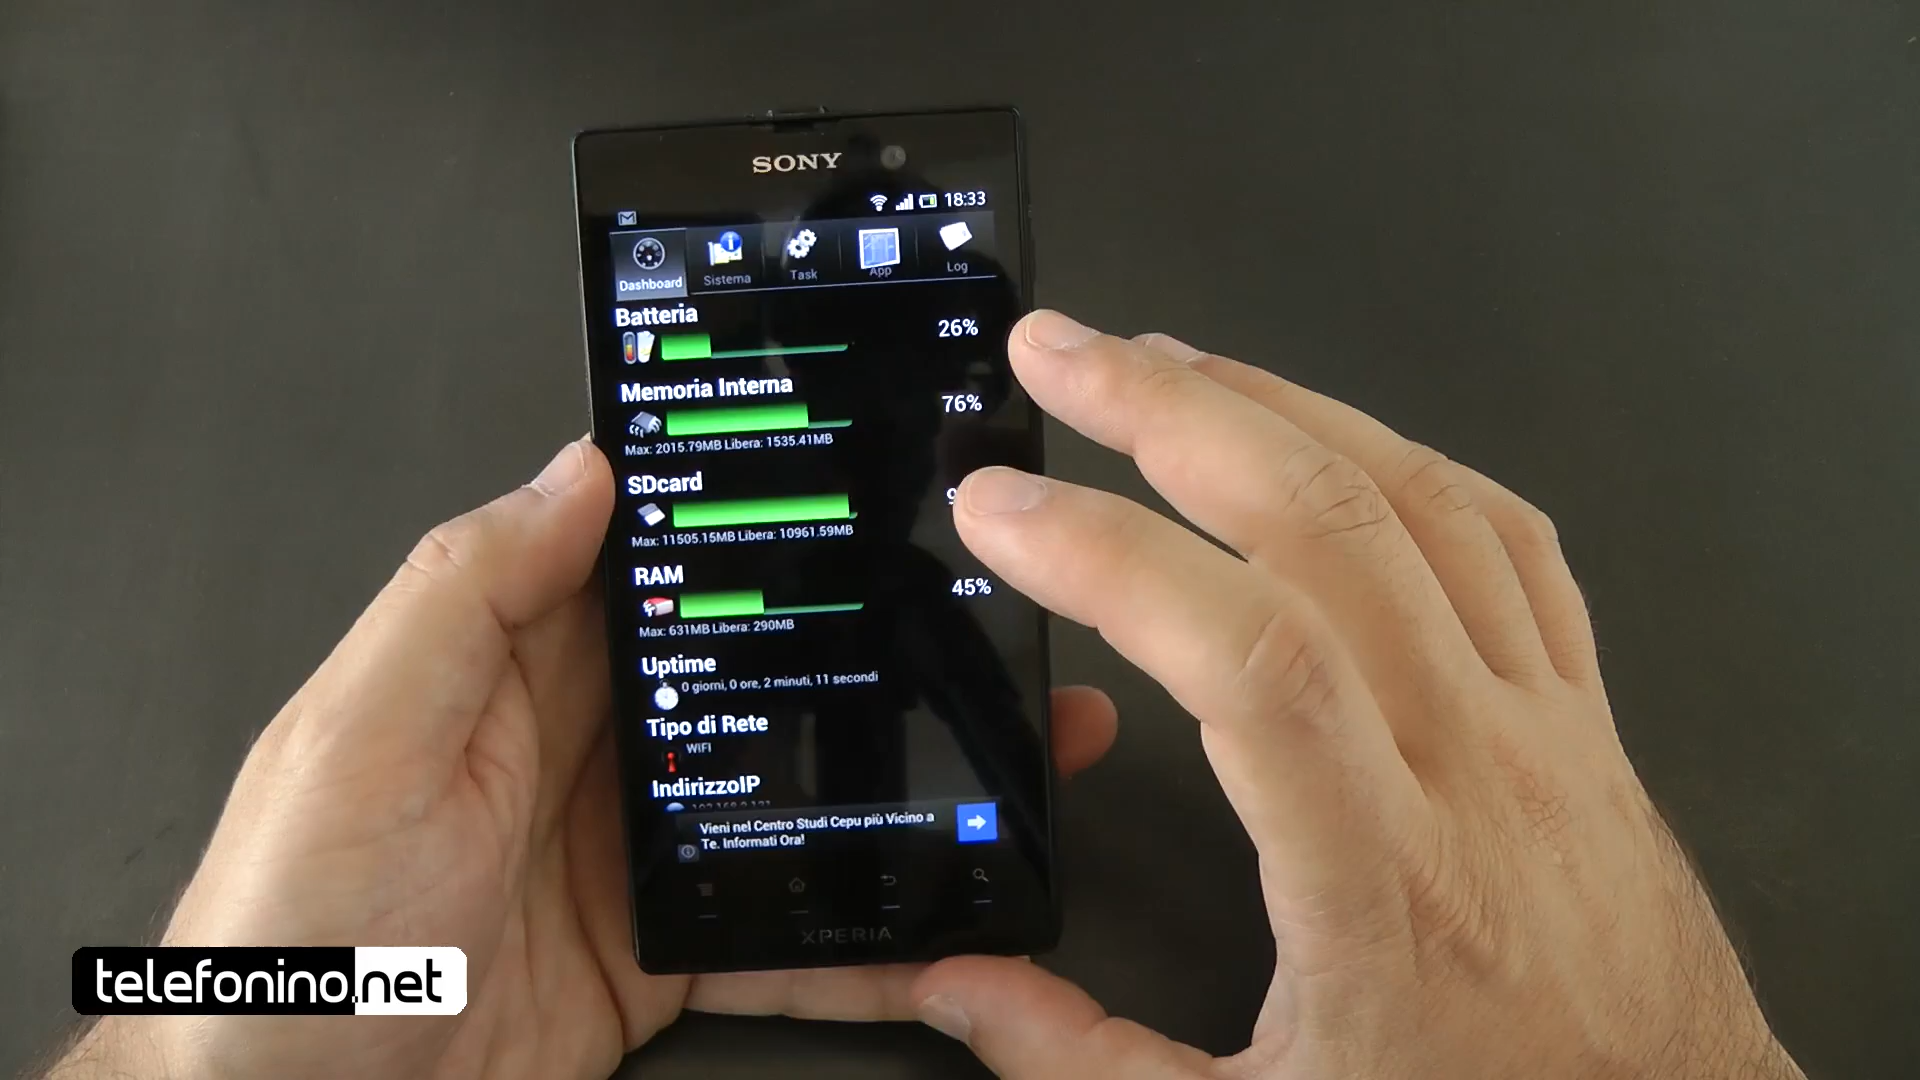 SONY
18:33
Dashboard
Sistema
Task
App
Log
Batteria
26%
Memoria Interna
76%
Max: 2015.79MB Libera: 1535.41MB
SDcard
Max: 11505.15MB Libera: 10961.59MB
RAM
45%
Max: 631MB Libera: 290MB
Uptime
0 giorni, 0 ore, 2 minuti, 11 secondi
Tipo di Rete
WIFI
IndirizzoIP
Vieni nel Centro Studi Cepu più Vicino a
Te. Informati Ora!
XPERIA
telefonino.net